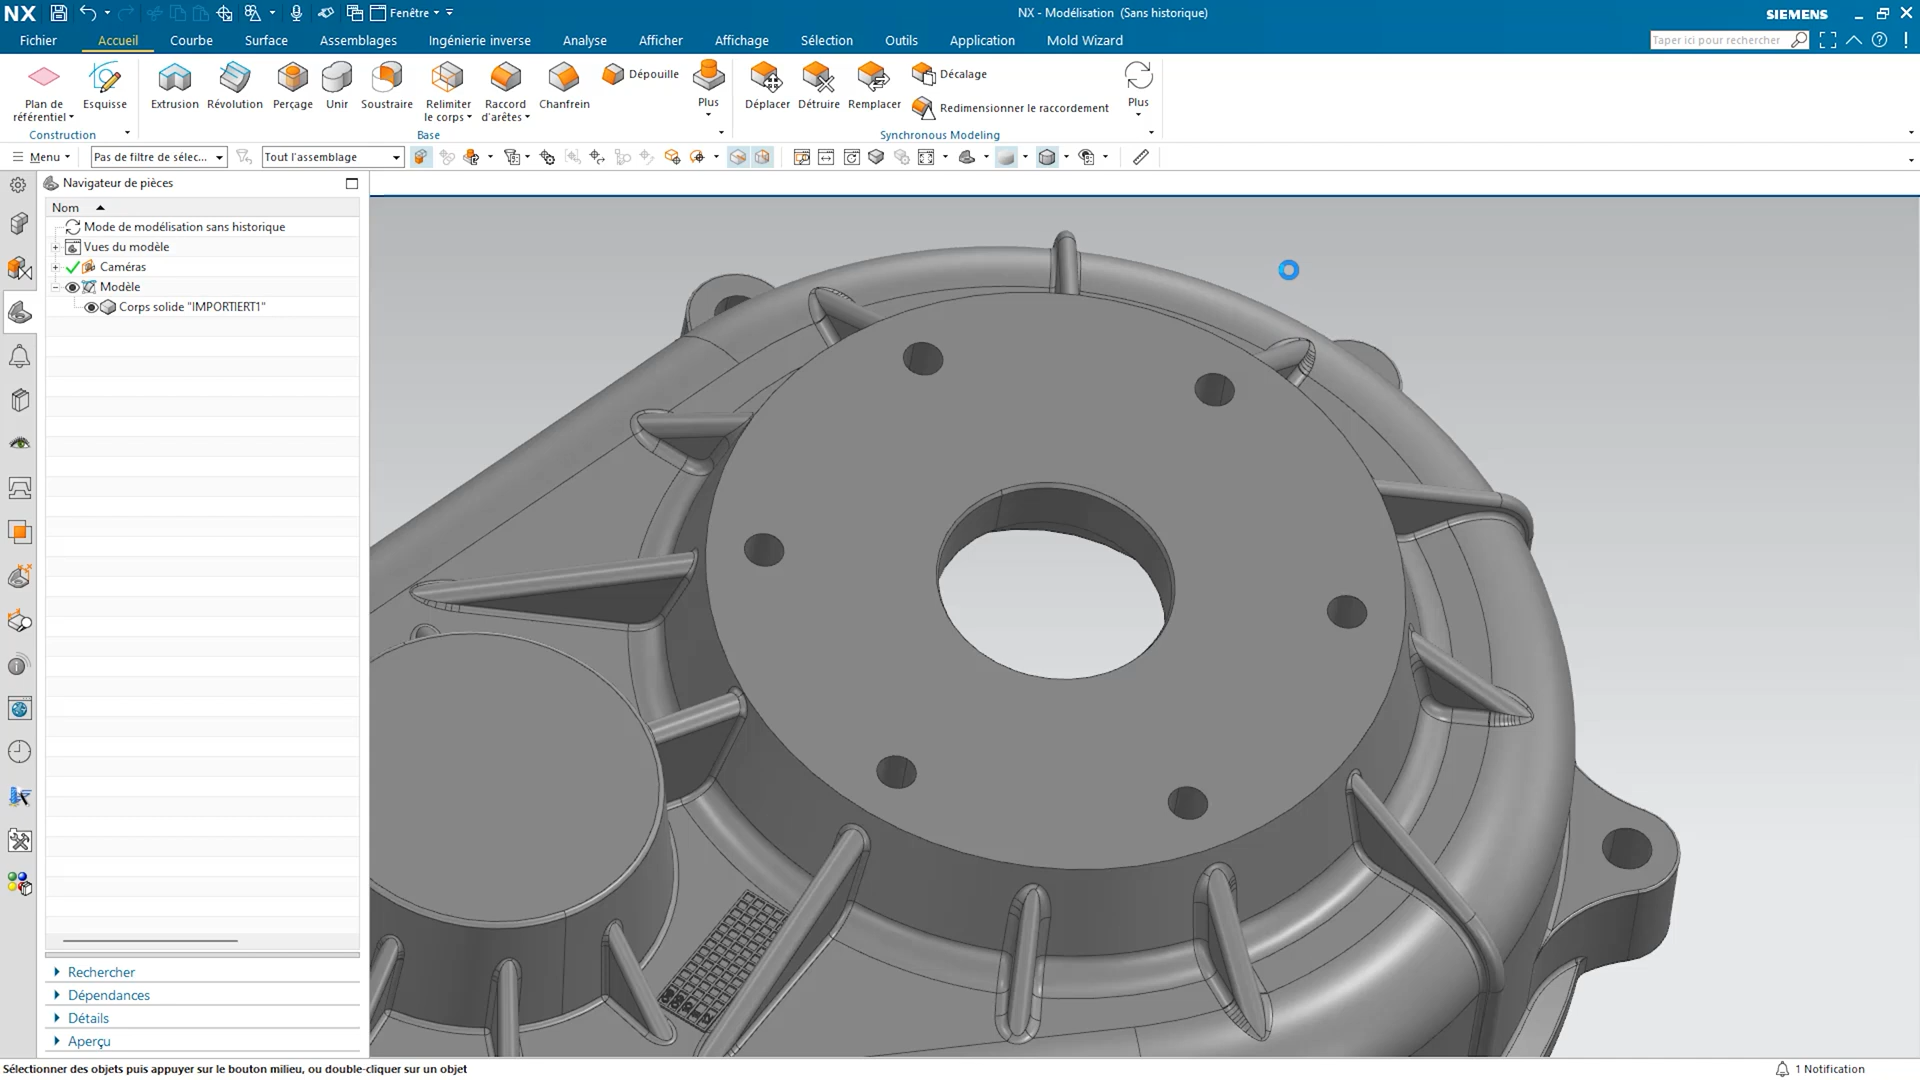 NX
Fenêtre
NX - Modélisation (Sans historique)
SIEMENS
Fichier
Accueil
Courbe
Surface
Assemblages
Ingénierie inverse
Analyse
Afficher
Affichage
Sélection
Outils
Application
Mold Wizard
Taper ici pour rechercher
Plan de
référentiel
Esquisse
Extrusion
Révolution
Perçage
Unir
Soustraire
Relimiter
le corps
Raccord
d'arêtes
Chanfrein
Dépouille
Plus
Déplacer
Détruire
Remplacer
Décalage
Redimensionner le raccordement
Plus
Construction
Base
Synchronous Modeling
Menu
Pas de filtre de sélec...
Tout l'assemblage
Navigateur de pièces
Nom
Mode de modélisation sans historique
Vues du modèle
Caméras
Modèle
Corps solide "IMPORTIERT1"
Rechercher
Dépendances
Détails
Aperçu
Sélectionner des objets puis appuyer sur le bouton milieu, ou double-cliquer sur un objet
1 Notification